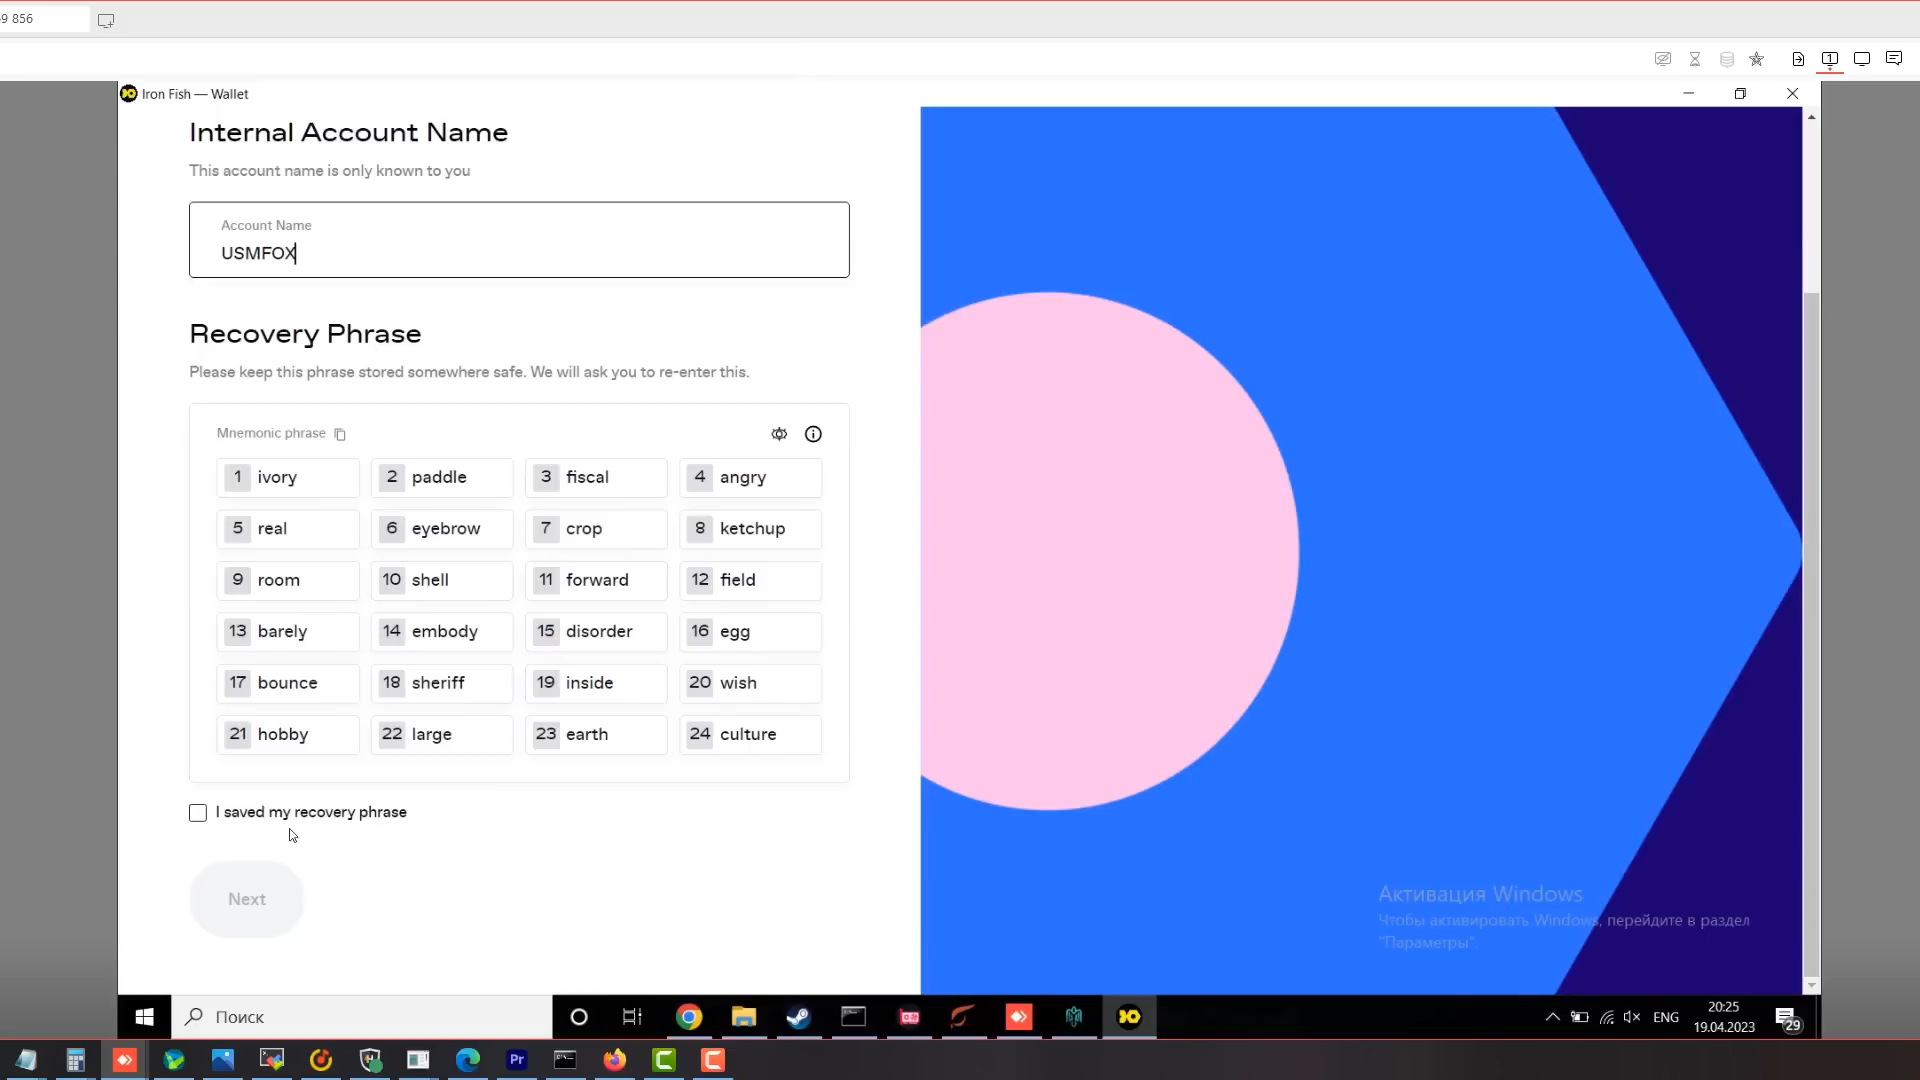 9 856
1
Iron Fish — Wallet
Internal Account Name
This account name is only known to you
Account Name
USMFOX
Recovery Phrase
Please keep this phrase stored somewhere safe. We will ask you to re-enter this.
Mnemonic phrase
1 ivory 2 paddle 3 fiscal 4 angry
5 real 6 eyebrow 7 crop 8 ketchup
9 room 10 shell 11 forward 12 field
13 barely 14 embody 15 disorder 16 egg
17 bounce 18 sheriff 19 inside 20 wish
21 hobby 22 large 23 earth 24 culture
I saved my recovery phrase
Next
Активация Windows
Чтобы активировать Windows, перейдите в раздел
"Параметры".
Поиск
ENG
20:25
19.04.2023
29
Pr